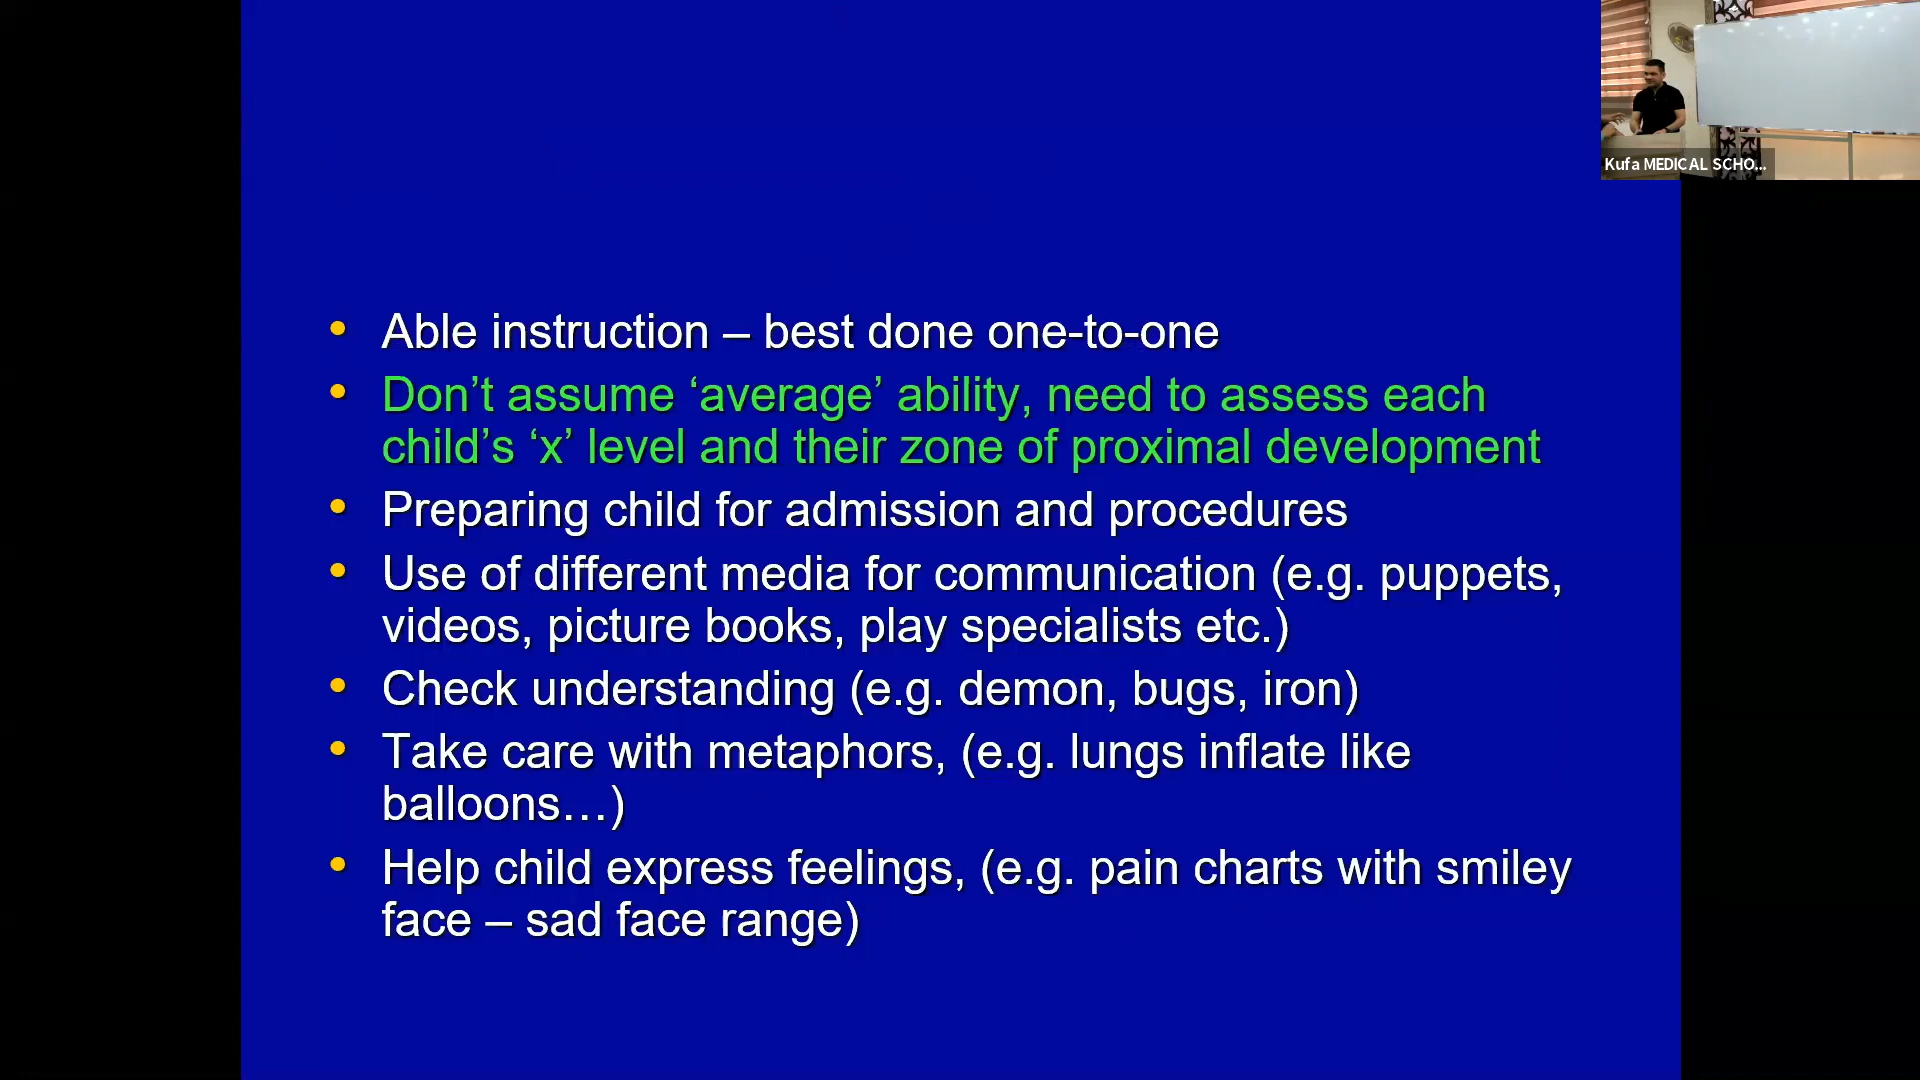 Kufa MEDICAL SCHO...
• Able instruction – best done one-to-one
• Don’t assume ‘average’ ability, need to assess each
child’s ‘x’ level and their zone of proximal development
• Preparing child for admission and procedures
• Use of different media for communication (e.g. puppets,
videos, picture books, play specialists etc.)
• Check understanding (e.g. demon, bugs, iron)
• Take care with metaphors, (e.g. lungs inflate like
balloons…)
• Help child express feelings, (e.g. pain charts with smiley
face – sad face range)